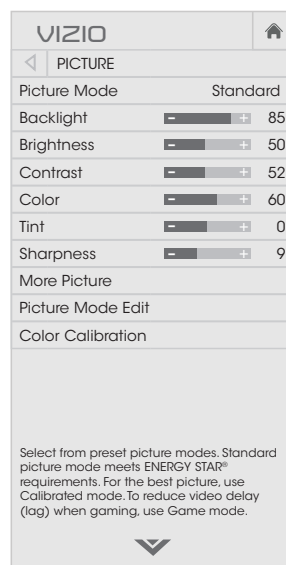 VIZIO
PICTURE
Picture Mode Standard
Backlight - + 85
Brightness - + 50
Contrast - + 52
Color - + 60
Tint - + 0
Sharpness - + 9
More Picture
Picture Mode Edit
Color Calibration
Select from preset picture modes. Standard
picture mode meets ENERGY STAR®
requirements. For the best picture, use
Calibrated mode. To reduce video delay
(lag) when gaming, use Game mode.